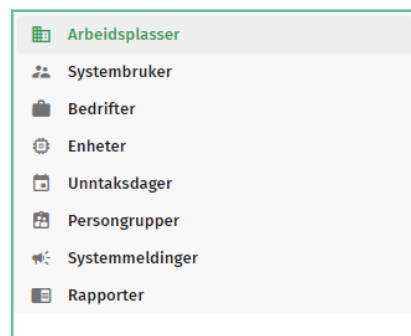 Arbeidsplasser
Systembruker
Bedrifter
Enheter
Unntaksdager
Persongrupper
Systemmeldinger
Rapporter